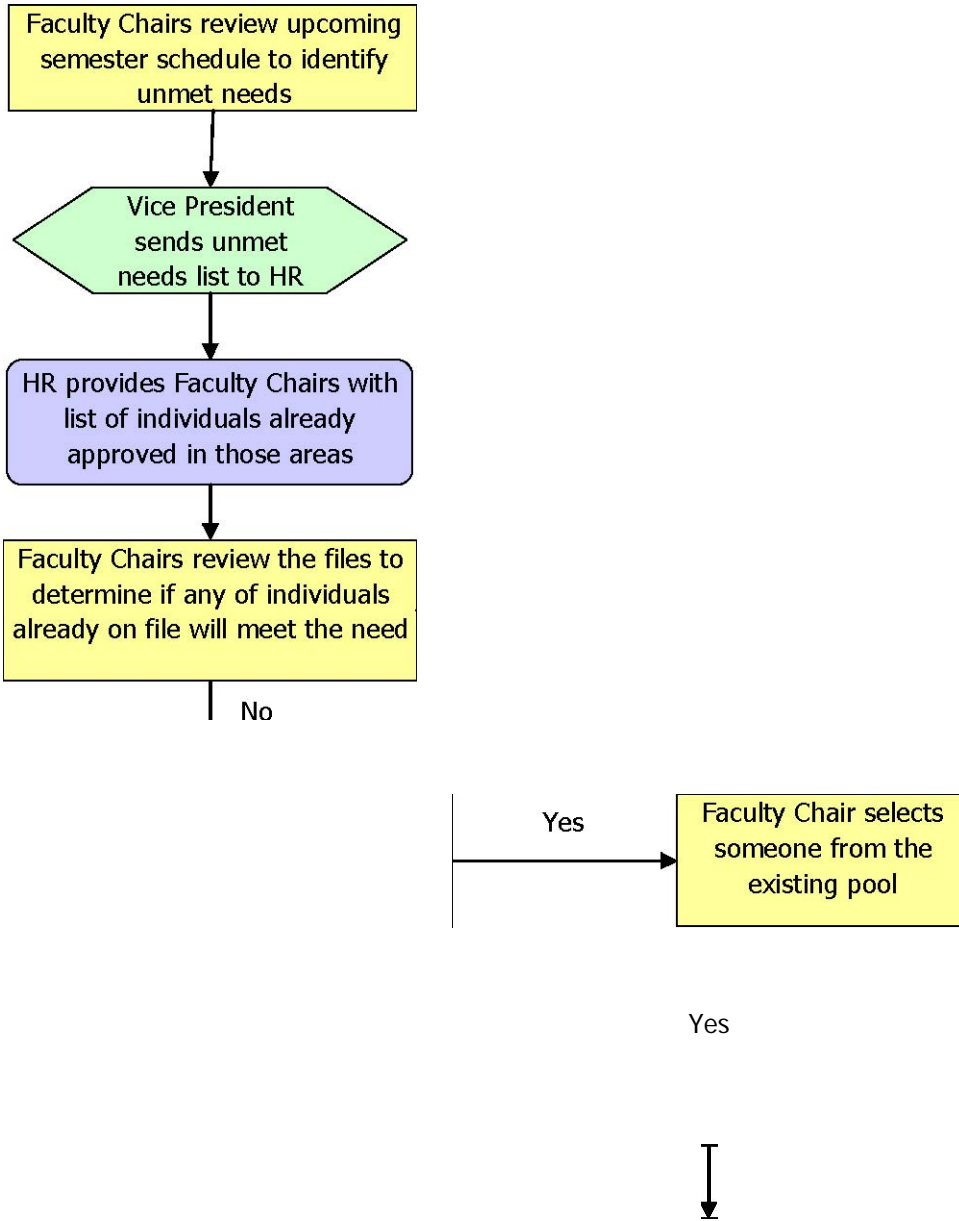 Faculty Chairs review upcoming
semester schedule to identify
unmet needs
Vice President
sends unmet
needs list to HR
HR provides Faculty Chairs with
list of individuals already
approved in those areas
Faculty Chairs review the files to
determine if any of individuals
already on file will meet the need
No
Yes
Faculty Chair selects
someone from the
existing pool
Yes